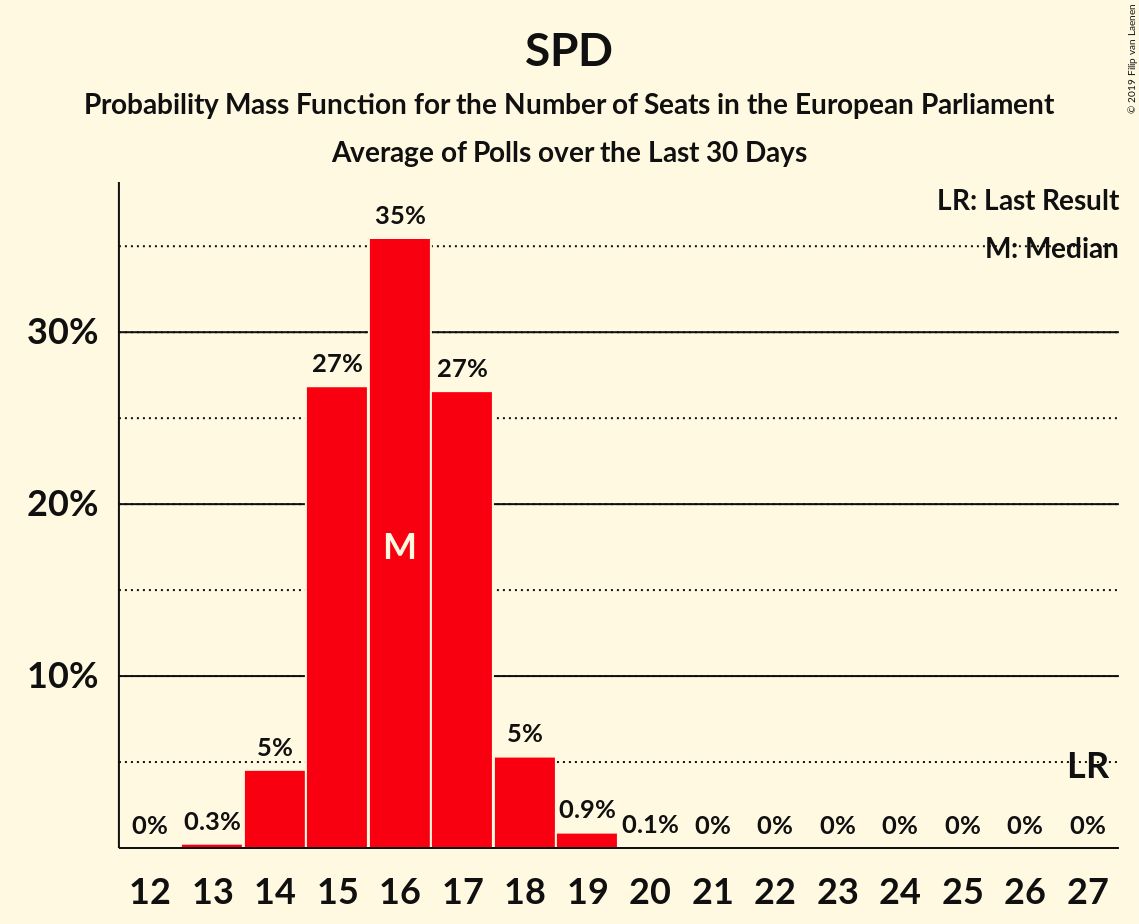 SPD
Probability Mass Function for the Number of Seats in the European Parliament
Average of Polls over the Last 30 Days
© 2019 Filip van Laenen
LR: Last Result
M: Median
30%
20%
10%
0%
0.3%
5%
27%
35%
27%
5%
0.9%
0.1%
0%
0%
0%
0%
0%
0%
0%
M
LR
12 13 14 15 16 17 18 19 20 21 22 23 24 25 26 27